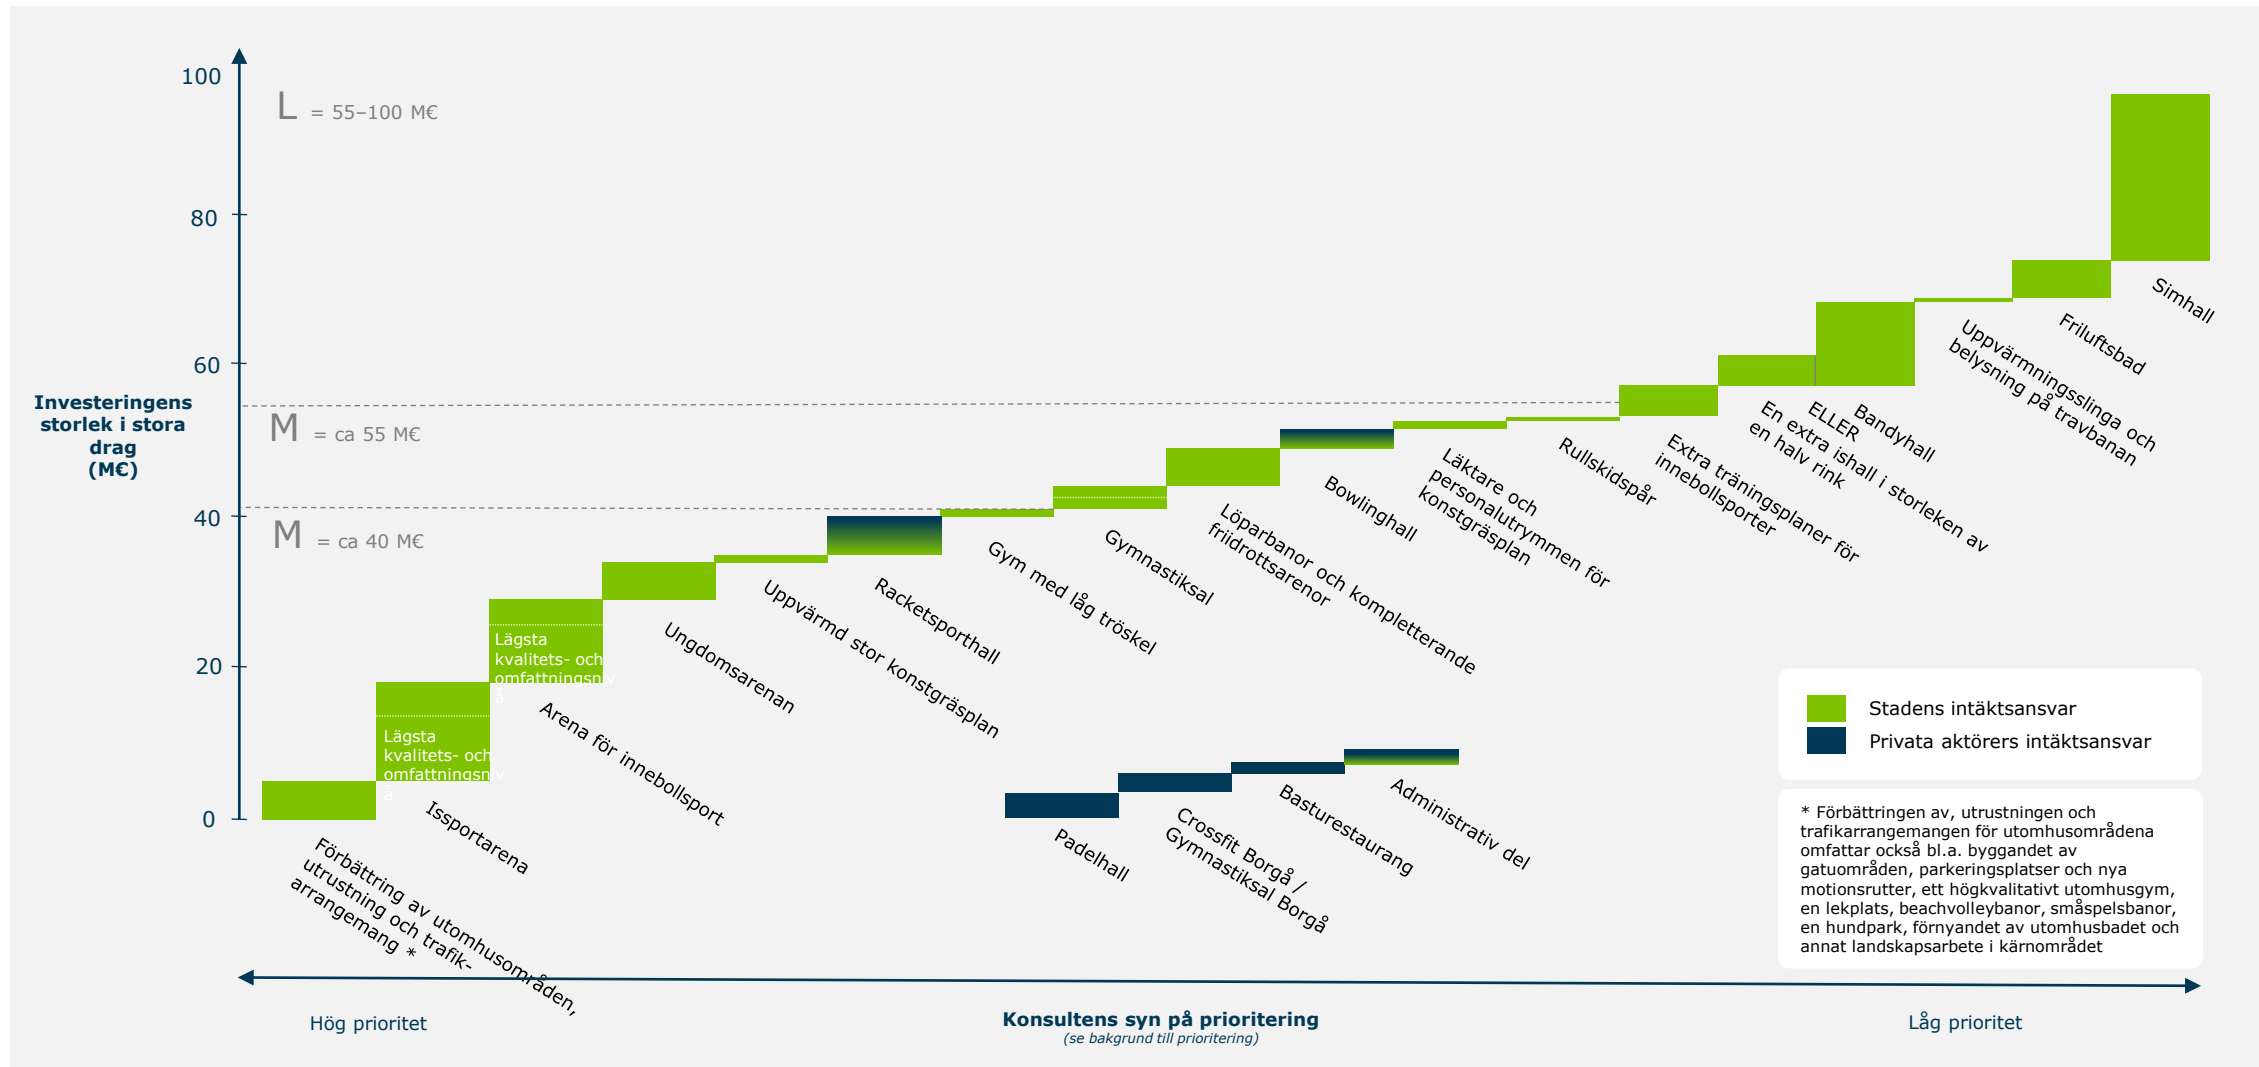 100
80
60
40
20
0
Investeringens
storlek i stora
drag
(M€)
L = 55–100 M€
M = ca 55 M€
M = ca 40 M€
Lägsta
kvalitets- och
omfattningsniv
å
Lägsta
kvalitets- och
omfattningsniv
å
Förbättring av utomhusområden,
utrustning och trafik-
arrangemang *
Issportarena
Arena för innebollsport
Ungdomsarenan
Uppvärmd stor konstgräsplan
Racketsporthall
Gym med låg tröskel
Gymnastiksal
Löparbanor och kompletterande
friidrottsarenor
Bowlinghall
Läktare och
personalutrymmen för
konstgräsplan
Rullskidspår
Extra träningsplaner för
innebollsporter
En extra ishall i storleken av
en halv rink
ELLER
Bandyhall
Uppvärmningsslinga och
belysning på travbanan
Friluftsbad
Simhall
Padelhall
Crossfit Borgå /
Gymnastiksal Borgå
Basturestaurang
Administrativ del
Stadens intäktsansvar
Privata aktörers intäktsansvar
* Förbättringen av, utrustningen och
trafikarrangemangen för utomhusområdena
omfattar också bl.a. byggandet av
gatuområden, parkeringsplatser och nya
motionsrutter, ett högkvalitativt utomhusgym,
en lekplats, beachvolleybanor, småspelsbanor,
en hundpark, förnyandet av utomhusbadet och
annat landskapsarbete i kärnområdet
Hög prioritet
Konsultens syn på prioritering
(se bakgrund till prioritering)
Låg prioritet